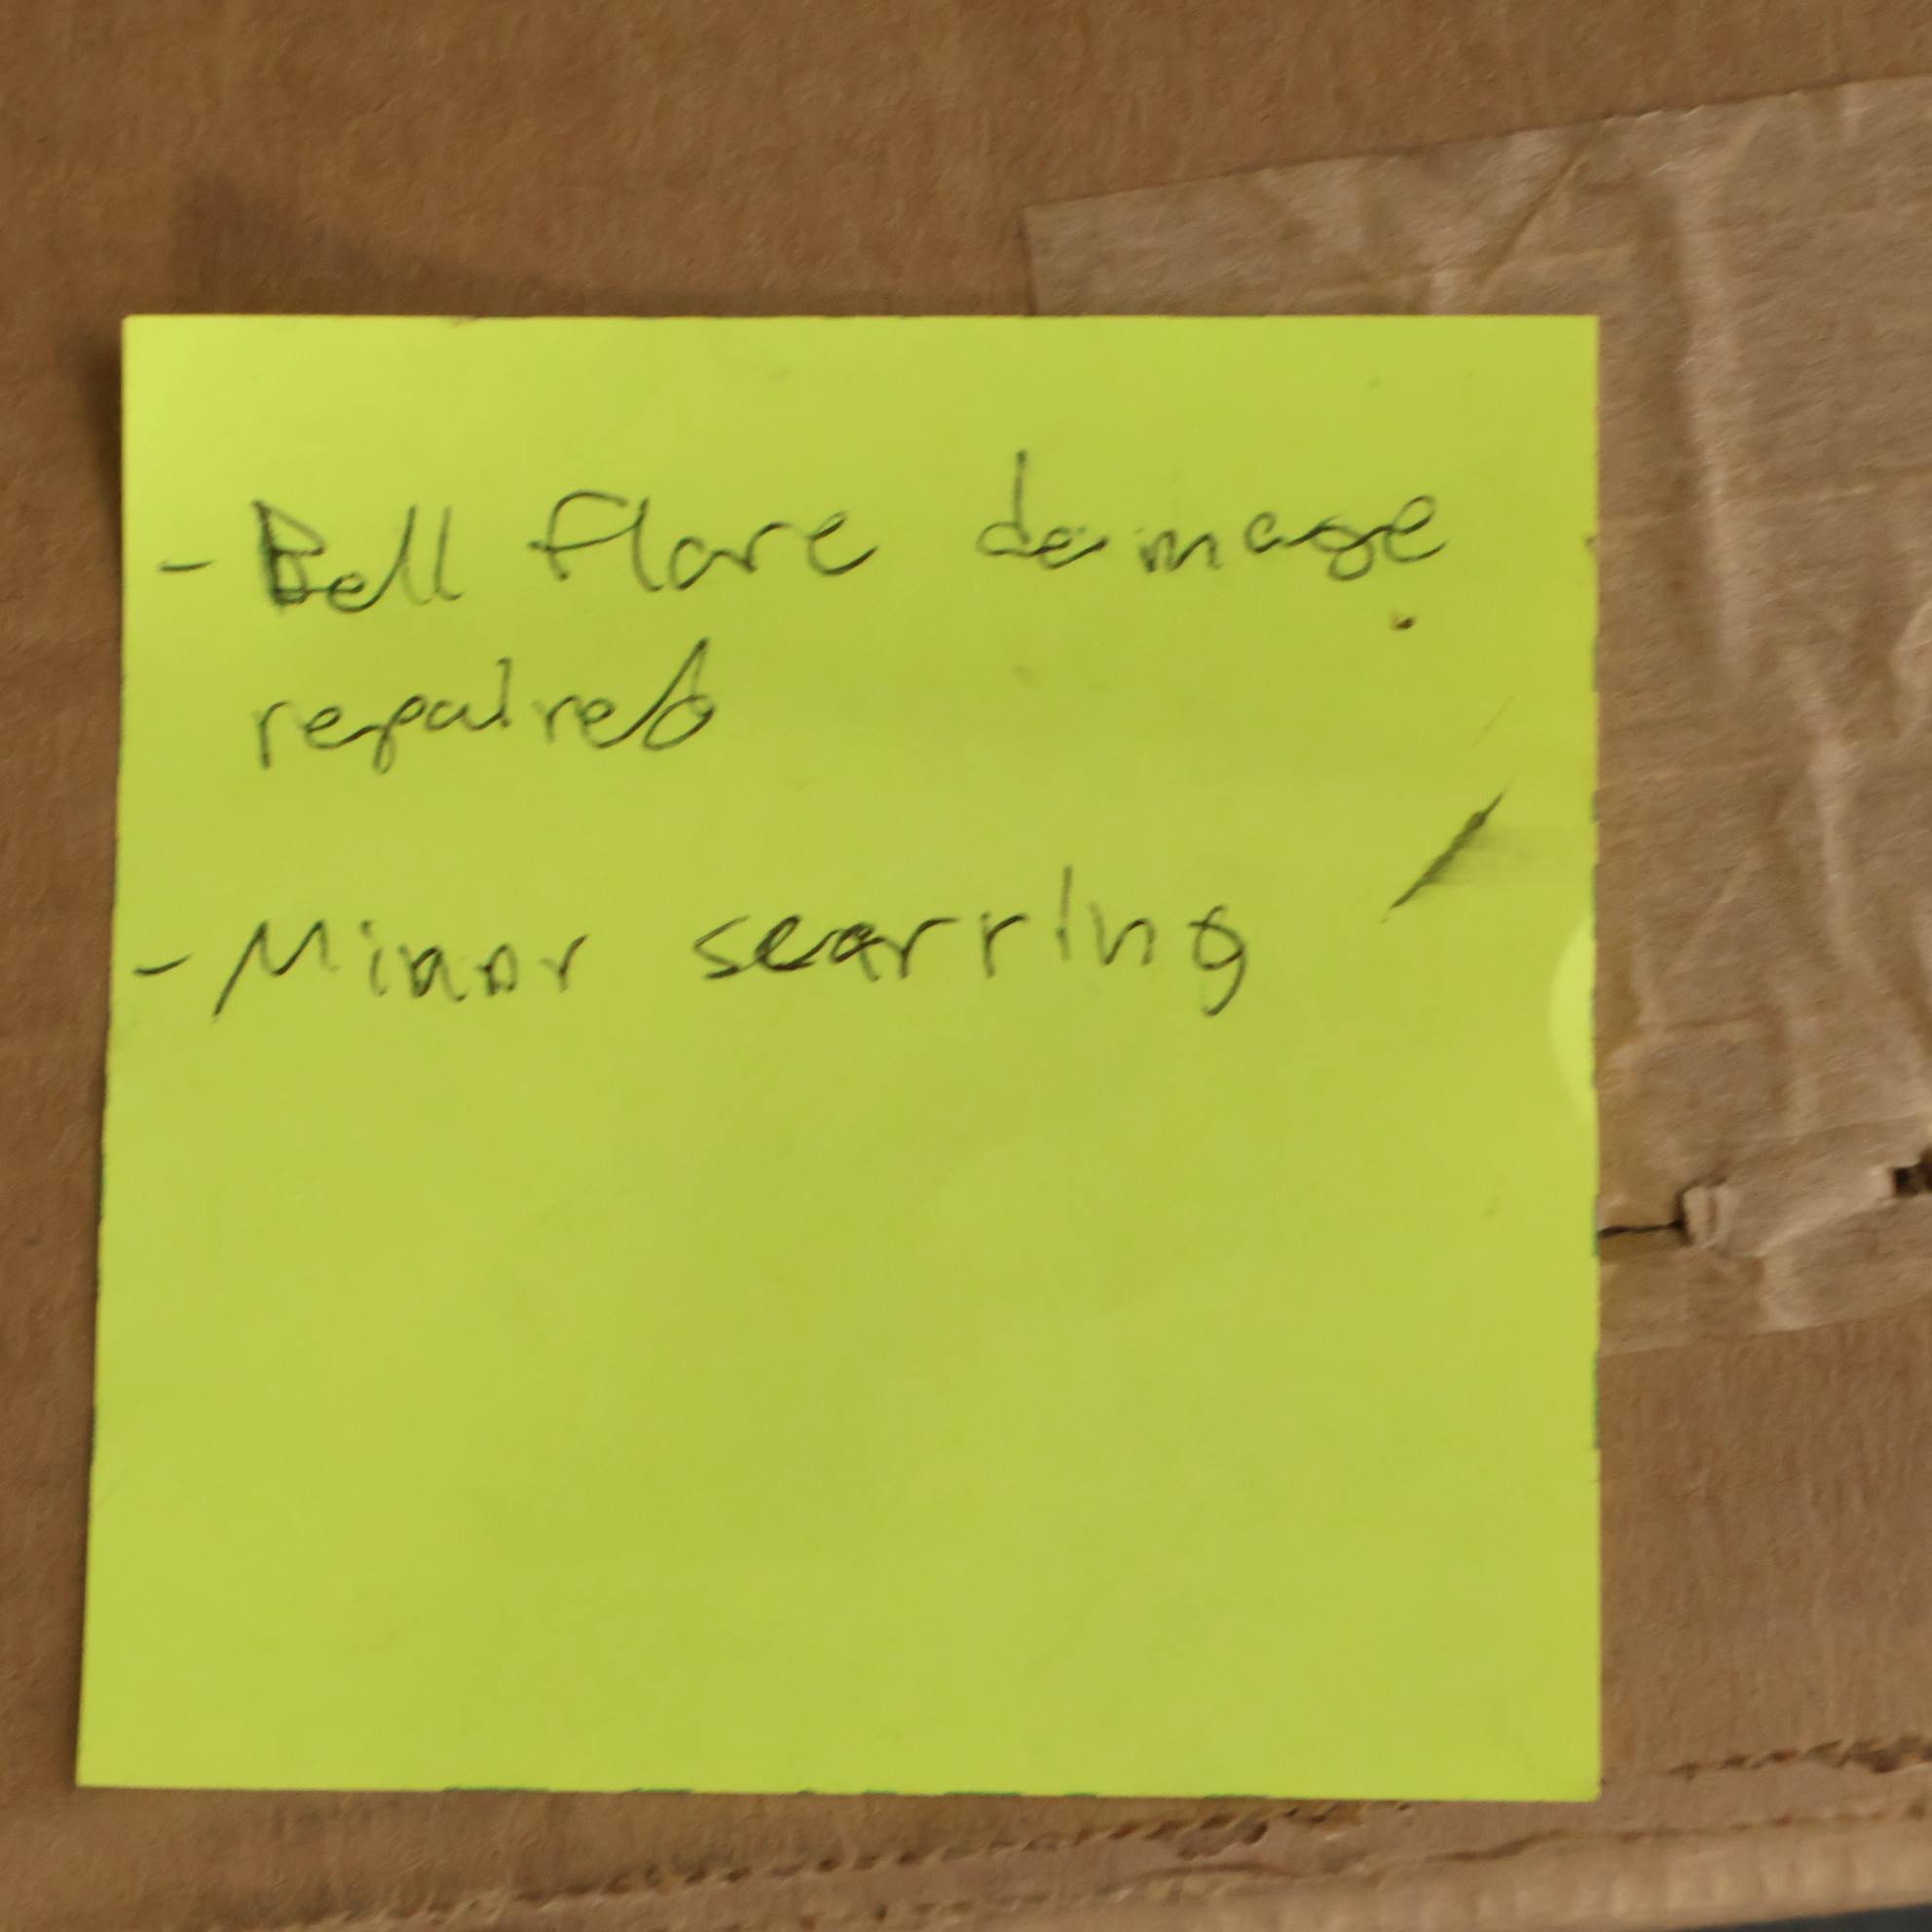 - Bell flare damage
repaired
- Minor scarring